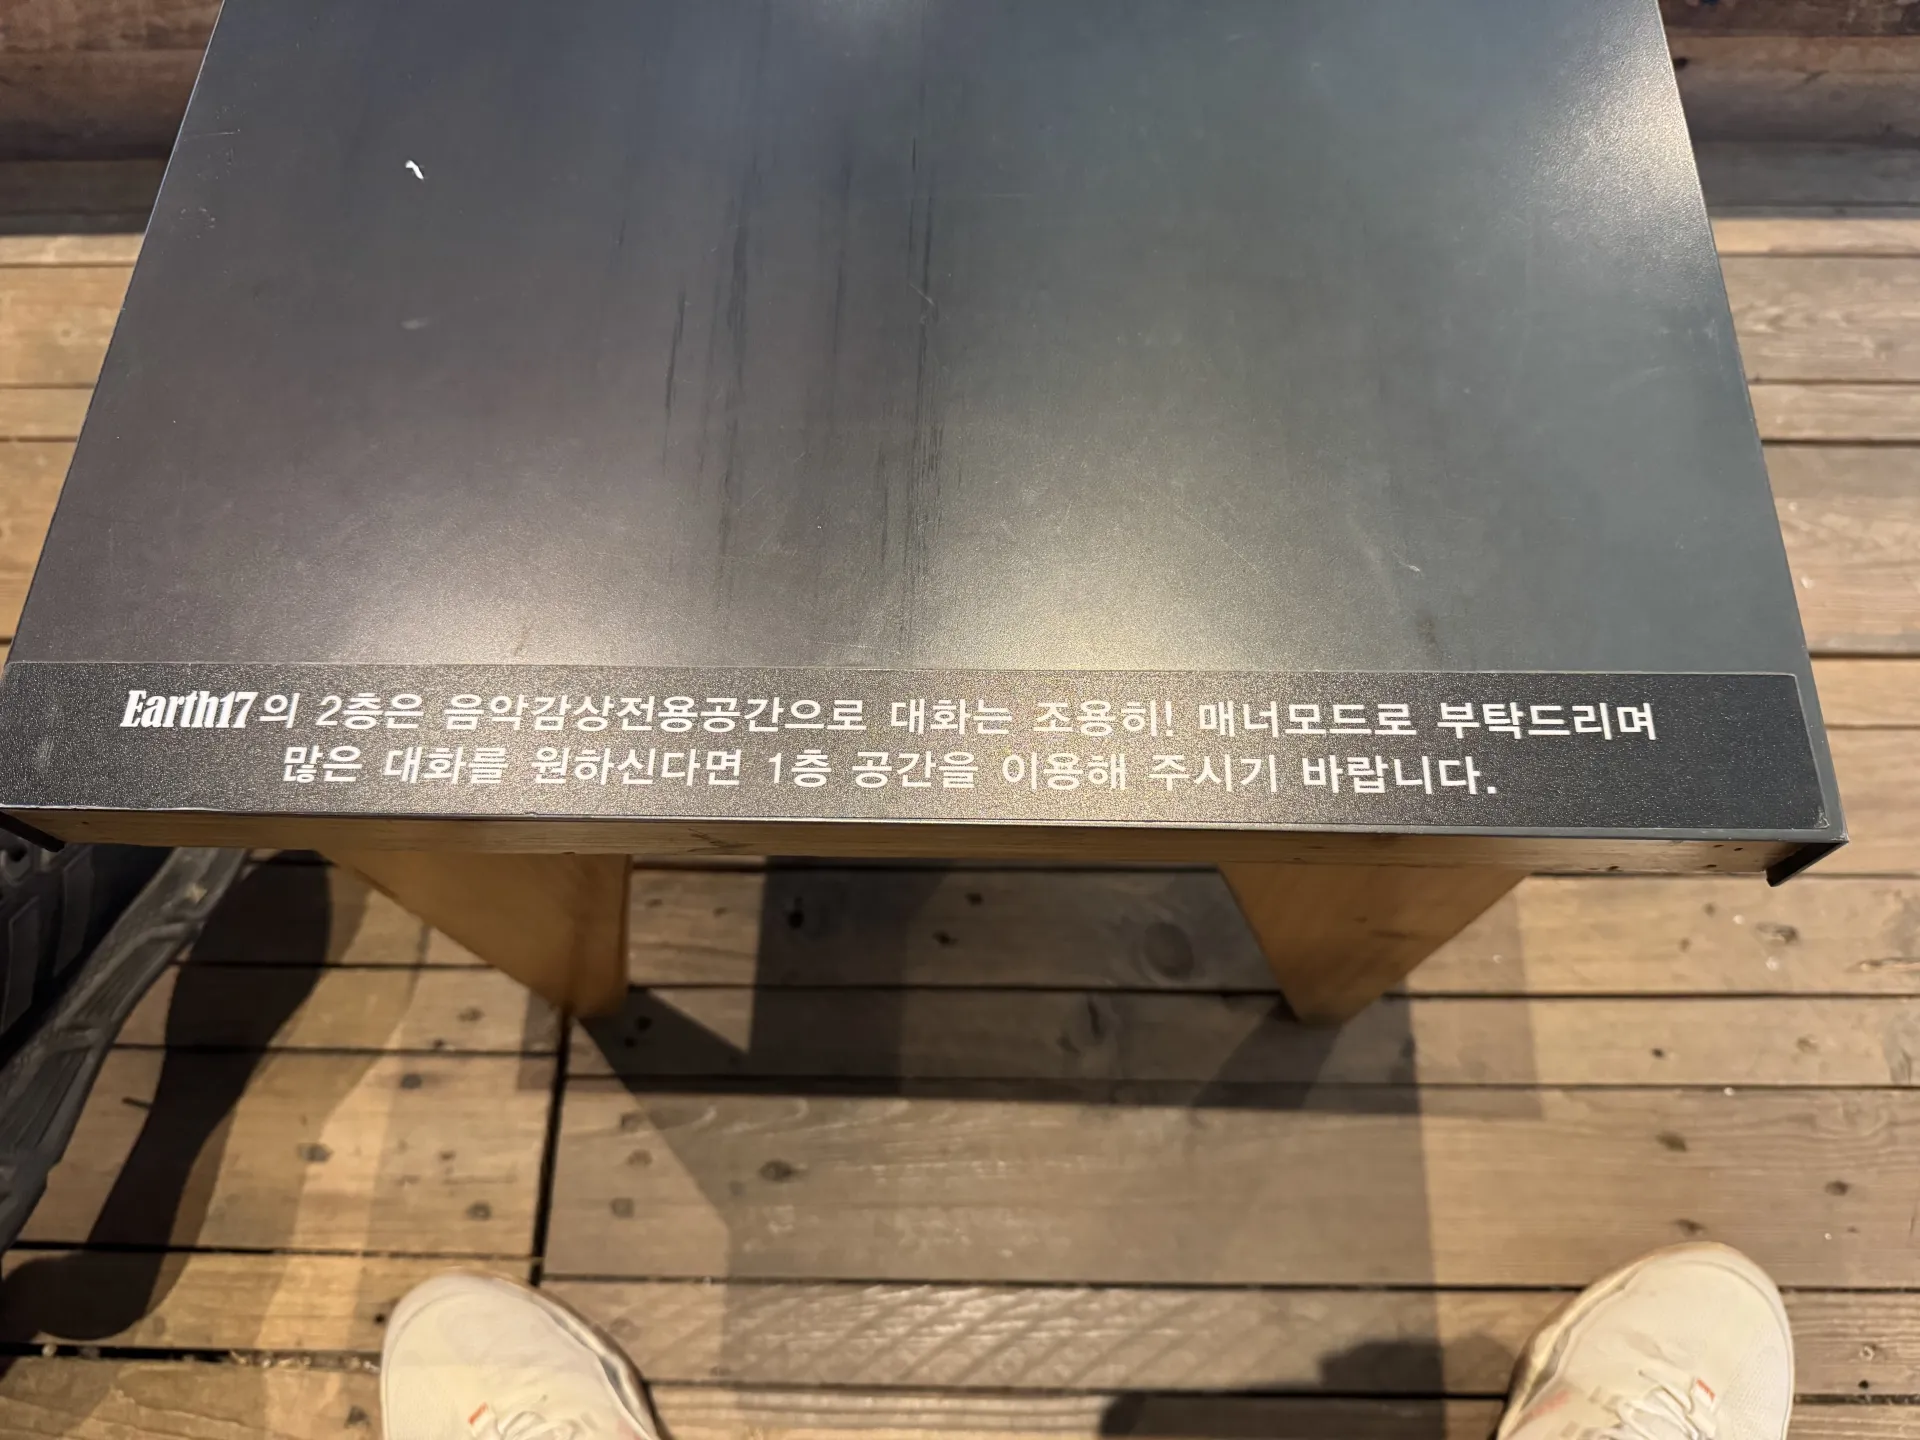 Earth17의 2층은 음악감상전용공간으로 대화는 조용히! 매너모드로 부탁드리며
많은 대화를 원하신다면 1층 공간을 이용해 주시기 바랍니다.